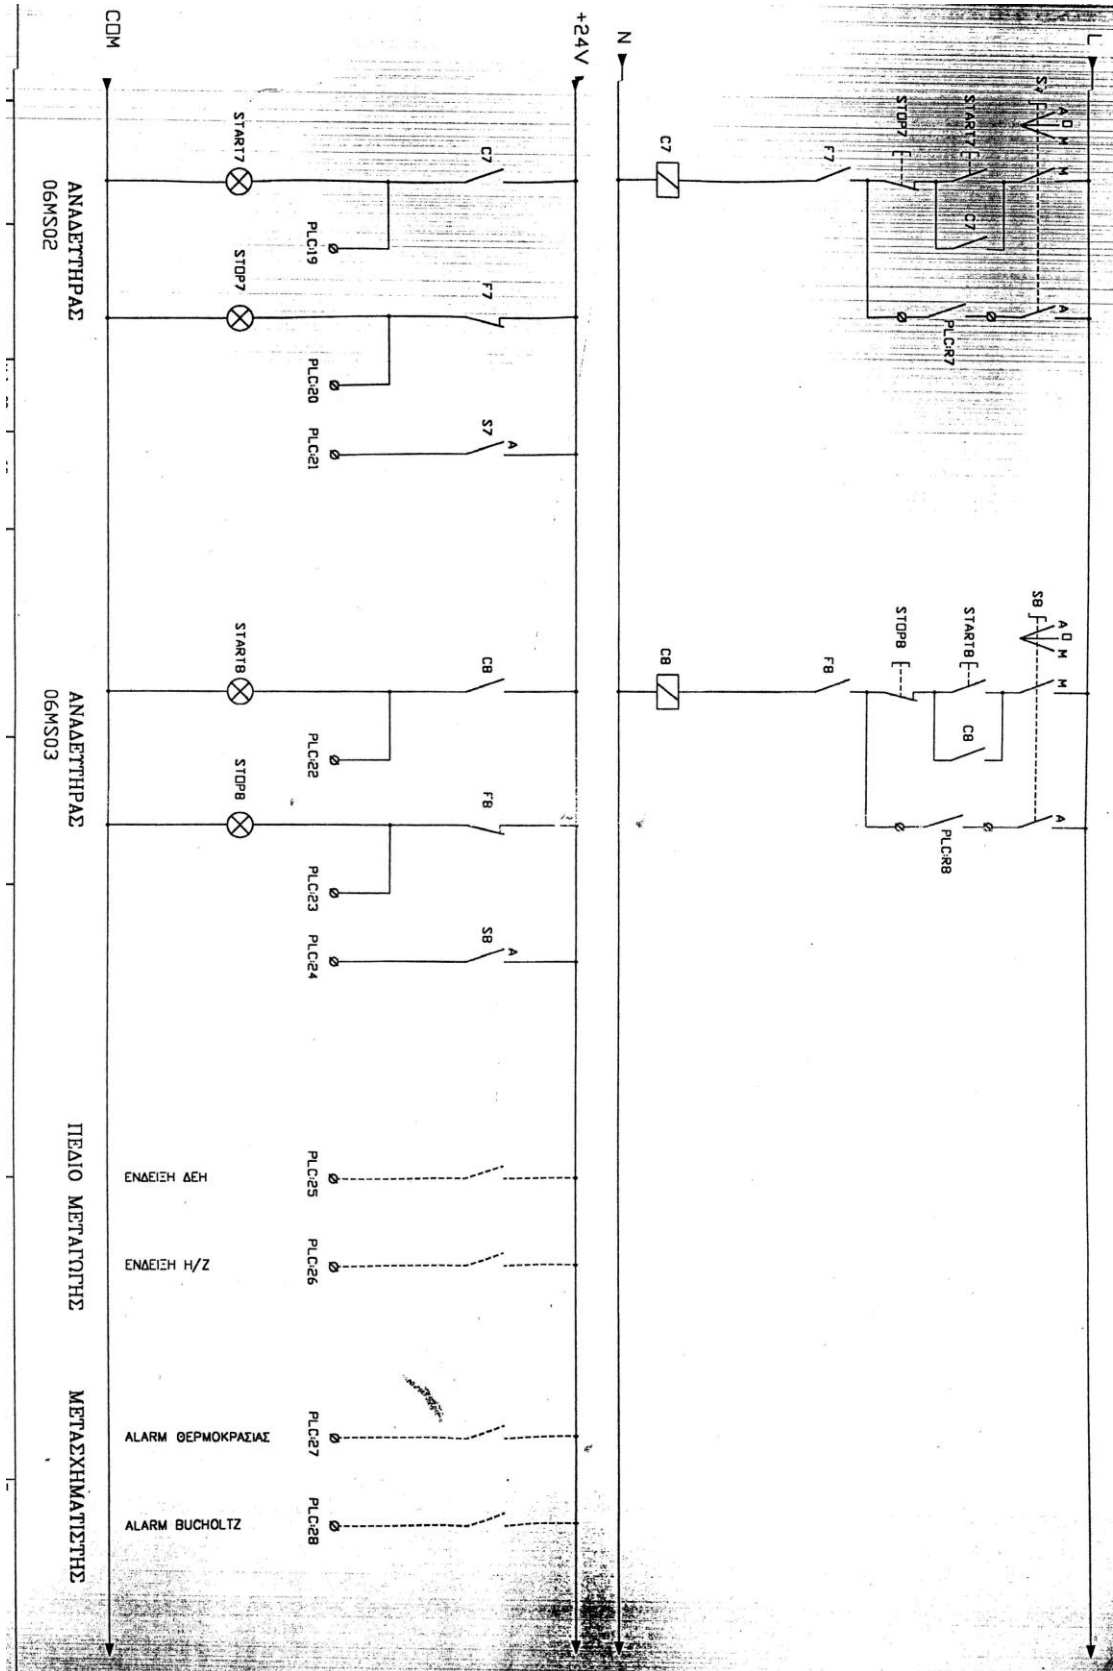 L
S7
A O M
M
A
START7
STOP7
C7
PLC:R7
F7
C7
S8
A O M
M
A
START8
STOP8
C8
PLC:R8
F8
C8
N
+24V
C7
F7
S7
A
C8
F8
S8
A
PLC:19
PLC:20
PLC:21
PLC:22
PLC:23
PLC:24
PLC:25
PLC:26
PLC:27
PLC:28
START7
STOP7
START8
STOP8
ΕΝΔΕΙΞΗ ΔΕΗ
ΕΝΔΕΙΞΗ Η/Ζ
ALARM ΘΕΡΜΟΚΡΑΣΙΑΣ
ALARM BUCHOLTZ
COM
ΑΝΑΔΕΥΤΗΡΑΣ
06MS02
ΑΝΑΔΕΥΤΗΡΑΣ
06MS03
ΠΕΔΙΟ ΜΕΤΑΓΩΓΗΣ
ΜΕΤΑΣΧΗΜΑΤΙΣΤΗΣ